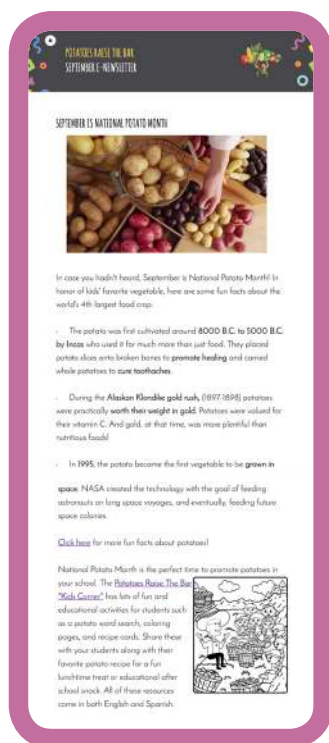 POTATOES RAISE THE BAR
SEPTEMBER E-NEWSLETTER
SEPTEMBER IS NATIONAL POTATO MONTH
In case you hadn't heard, September is National Potato Month! In
honor of kids' favorite vegetable, here are some fun facts about the
world's 4th largest food crop.
· The potato was first cultivated around 8000 B.C. to 5000 B.C.
by Incas who used it for much more than just food. They placed
potato slices onto broken bones to promote healing and carried
whole potatoes to cure toothaches.
· During the Alaskan Klondike gold rush, (1897-1898) potatoes
were practically worth their weight in gold. Potatoes were valued for
their vitamin C. And gold, at that time, was more plentiful than
nutritious foods!
· In 1995, the potato became the first vegetable to be grown in
space. NASA created the technology with the goal of feeding
astronauts on long space voyages, and eventually, feeding future
space colonies.
Click here for more fun facts about potatoes!
National Potato Month is the perfect time to promote potatoes in
your school. The Potatoes Raise The Bar
"Kids Corner" has lots of fun and
educational activities for students such
as a potato word search, coloring
pages, and recipe cards. Share these
with your students along with their
favorite potato recipe for a fun
lunchtime treat or educational after
school snack. All of these resources
come in both English and Spanish.